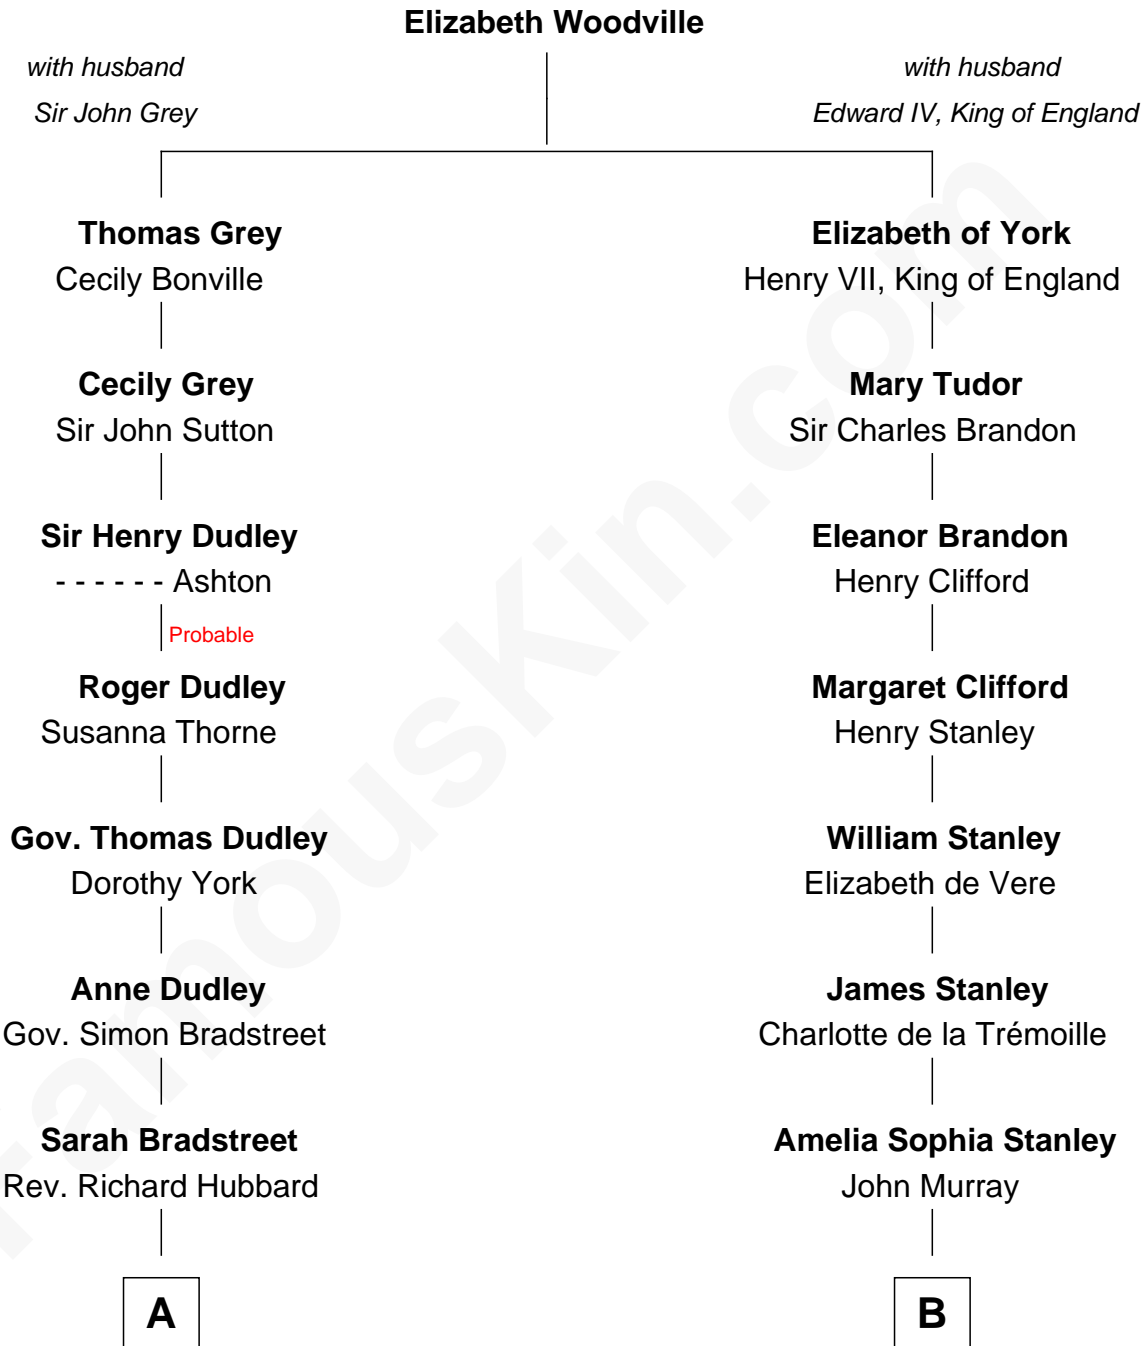 Elizabeth Woodville
with husband
Sir John Grey
with husband
Edward IV, King of England
Thomas Grey
Cecily Bonville
Elizabeth of York
Henry VII, King of England
Cecily Grey
Sir John Sutton
Mary Tudor
Sir Charles Brandon
Sir Henry Dudley
- - - - - - Ashton
Eleanor Brandon
Henry Clifford
Probable
Roger Dudley
Susanna Thorne
Margaret Clifford
Henry Stanley
Gov. Thomas Dudley
Dorothy York
William Stanley
Elizabeth de Vere
Anne Dudley
Gov. Simon Bradstreet
James Stanley
Charlotte de la Trémoille
Sarah Bradstreet
Rev. Richard Hubbard
Amelia Sophia Stanley
John Murray
A
B
famouskin.com